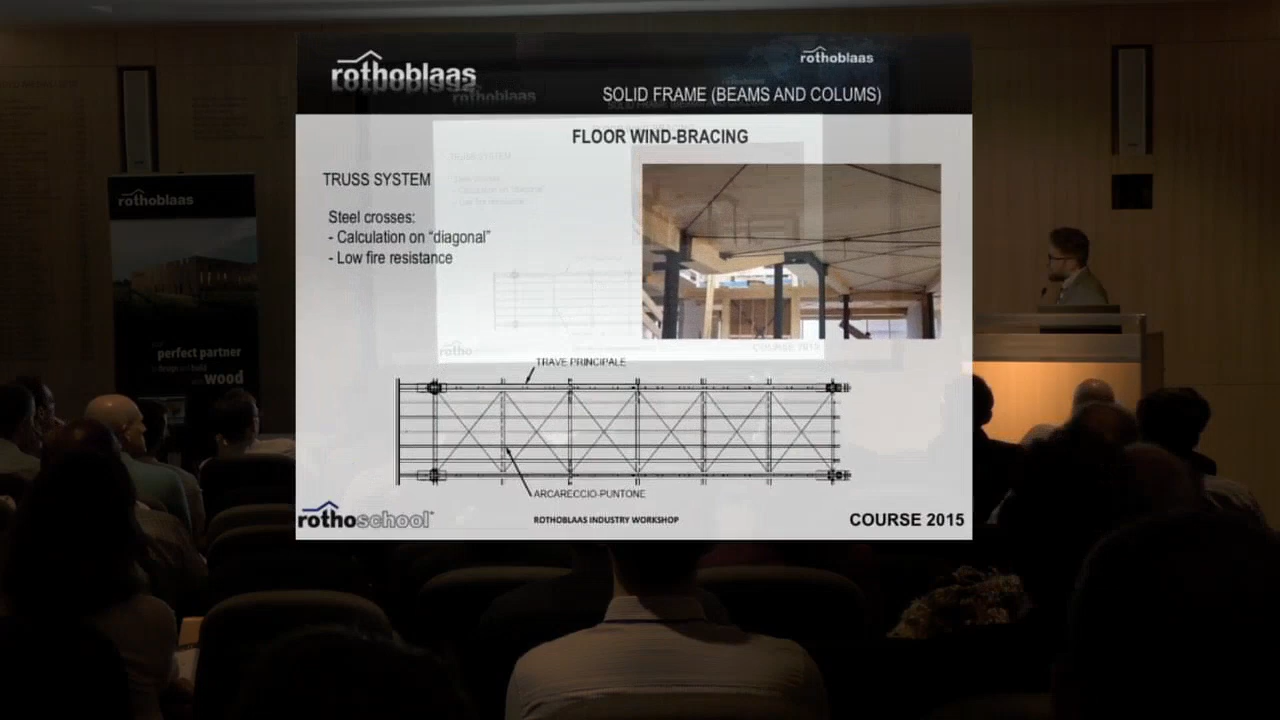 rothoblaas
rothoblaas
SOLID FRAME (BEAMS AND COLUMS)
FLOOR WIND-BRACING
TRUSS SYSTEM
Steel crosses:
- Calculation on “diagonal”
- Low fire resistance
TRAVE PRINCIPALE
ARCARECCIO-PUNTONE
rothoschool
ROTHOBLAAS INDUSTRY WORKSHOP
COURSE 2015
rothoblaas
perfect partner
wood